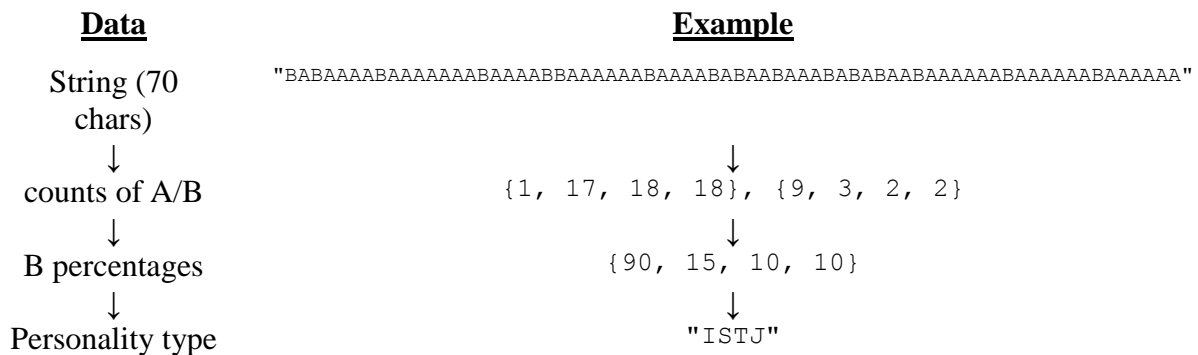 Data
Example
String (70
chars)
"BABAAAABAAAAAAABAAAABBAAAAAABAAAABABAABAAABABABAABAAAAAABAAAAAABAAAAAA"
↓ ↓
counts of A/B {1, 17, 18, 18}, {9, 3, 2, 2}
↓ ↓
B percentages {90, 15, 10, 10}
↓ ↓
Personality type "ISTJ"